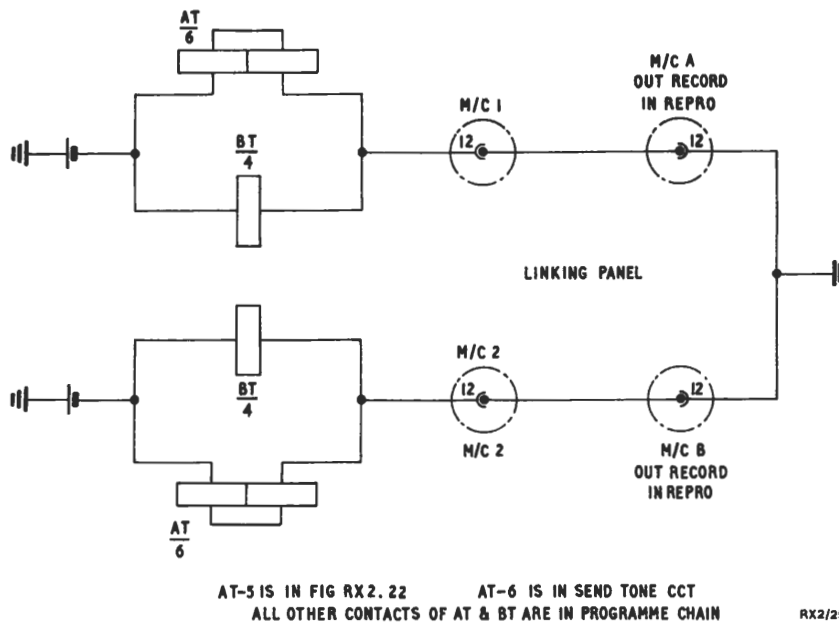 AT
6
M/C A
OUT RECORD
IN REPRO
M/C 1
12
12
BT
4
LINKING PANEL
BT
4
M/C 2
12
12
M/C 2
M/C B
OUT RECORD
IN REPRO
AT
6
AT-5 IS IN FIG RX2.22 AT-6 IS IN SEND TONE CCT
ALL OTHER CONTACTS OF AT & BT ARE IN PROGRAMME CHAIN